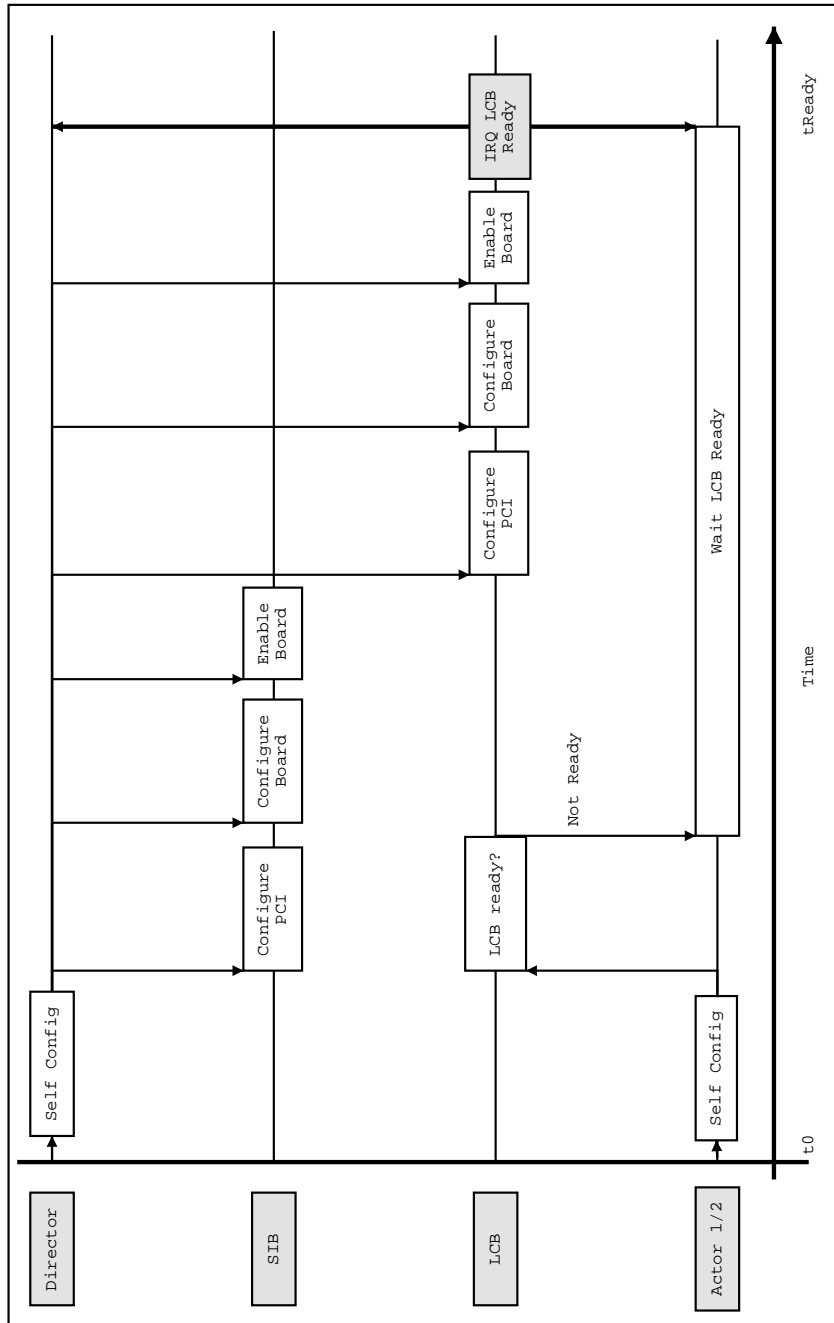 Director
Self Config
SIB
Configure
PCI
Configure
Board
Enable
Board
LCB
LCB ready?
Configure
PCI
Configure
Board
Enable
Board
IRQ LCB
Ready
Not Ready
Actor 1/2
Self Config
Wait LCB Ready
t0
Time
tReady